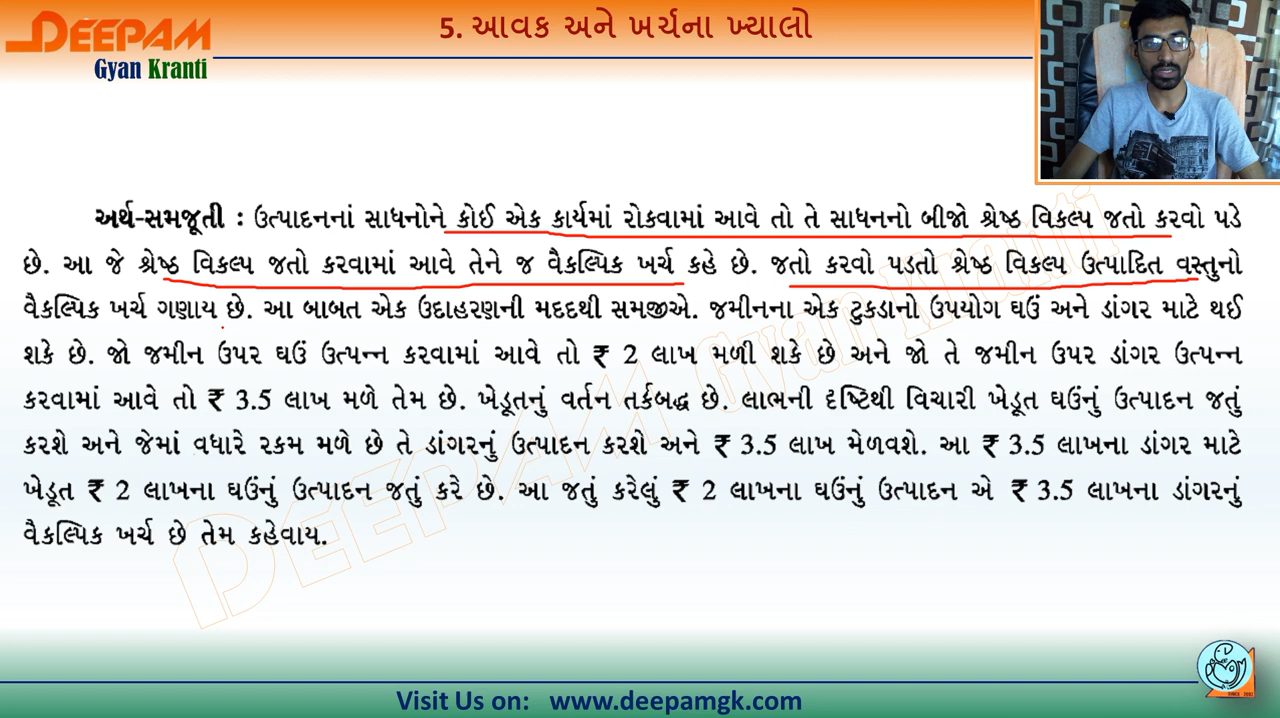 DEEPAM
Gyan Kranti
5. આવક અને ખર્ચના ખ્યાલો
અર્થ-સમજૂતી : ઉત્પાદનનાં સાધનોને કોઈ એક કાર્યમાં રોકવામાં આવે તો તે સાધનનો બીજો શ્રેષ્ઠ વિકલ્પ જતો કરવો પડે
છે. આ જે શ્રેષ્ઠ વિકલ્પ જતો કરવામાં આવે તેને જ વૈકલ્પિક ખર્ચ કહે છે. જતો કરવો પડતો શ્રેષ્ઠ વિકલ્પ ઉત્પાદિત વસ્તુનો
વૈકલ્પિક ખર્ચ ગણાય છે. આ બાબત એક ઉદાહરણની મદદથી સમજીએ. જમીનના એક ટુકડાનો ઉપયોગ ઘઉં અને ડાંગર માટે થઈ
શકે છે. જો જમીન ઉપર ઘઉં ઉત્પન્ન કરવામાં આવે તો ₹ 2 લાખ મળી શકે છે અને જો તે જમીન ઉપર ડાંગર ઉત્પન્ન
કરવામાં આવે તો ₹ 3.5 લાખ મળે તેમ છે. ખેડૂતનું વર્તન તર્કબદ્ધ છે. લાભની દૃષ્ટિથી વિચારી ખેડૂત ઘઉંનું ઉત્પાદન જતું
કરશે અને જેમાં વધારે રકમ મળે છે તે ડાંગરનું ઉત્પાદન કરશે અને ₹ 3.5 લાખ મેળવશે. આ ₹ 3.5 લાખના ડાંગર માટે
ખેડૂત ₹ 2 લાખના ઘઉંનું ઉત્પાદન જતું કરે છે. આ જતું કરેલું ₹ 2 લાખના ઘઉંનું ઉત્પાદન એ ₹ 3.5 લાખના ડાંગરનું
વૈકલ્પિક ખર્ચ છે તેમ કહેવાય.
DEEPAM Gyan Kranti
Visit Us on: www.deepamgk.com